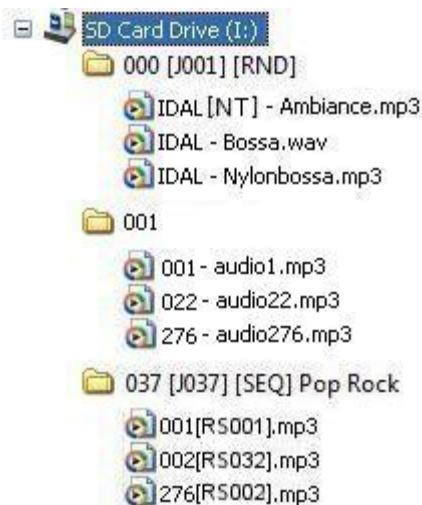 SD Card Drive (I:)
000 [J001] [RND]
IDAL[NT] - Ambiance.mp3
IDAL - Bossa.wav
IDAL - Nylonbossa.mp3
001
001 - audio1.mp3
022 - audio22.mp3
276 - audio276.mp3
037 [J037] [SEQ] Pop Rock
001[RS001].mp3
002[RS032].mp3
276[RS002].mp3